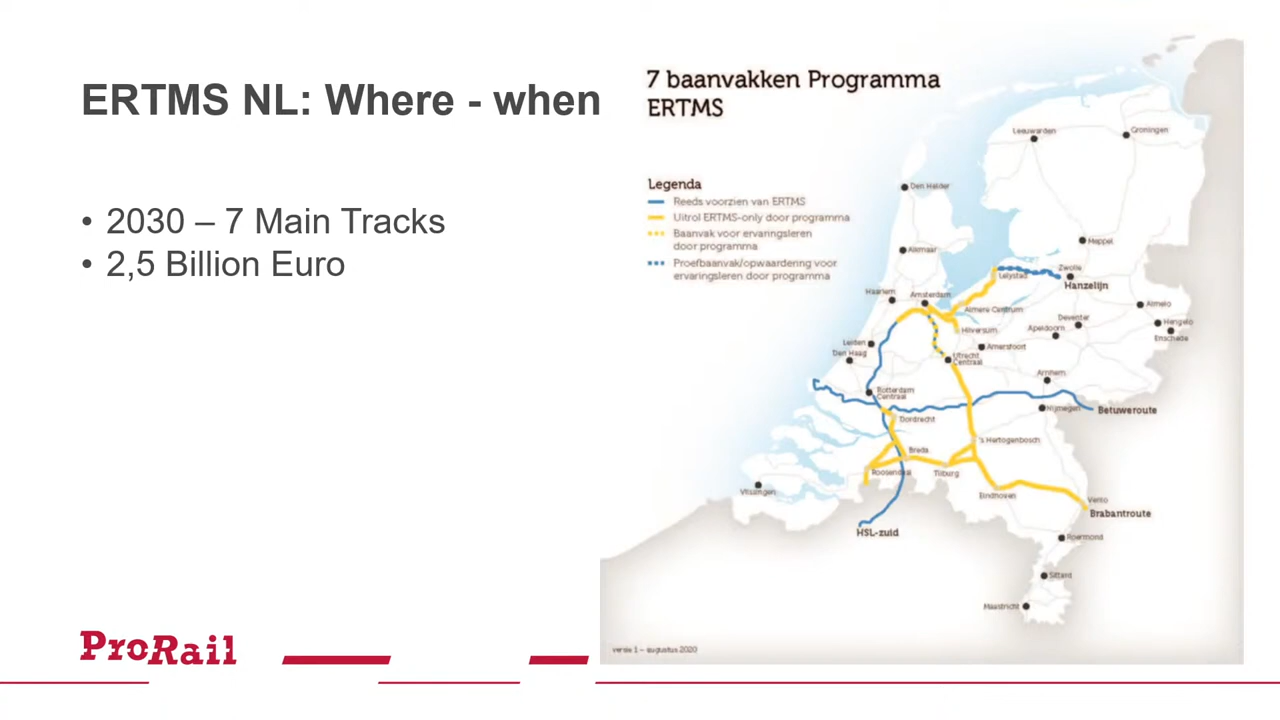 ERTMS NL: Where - when
• 2030 – 7 Main Tracks
• 2,5 Billion Euro
7 baanvakken Programma
ERTMS
Legenda
Reeds voorzien van ERTMS
Uitrol ERTMS-only door programma
Baanvak voor ervaringsleren
door programma
Proefbaanvak/opwaardering voor
ervaringsleren door programma
Leeuwarden
Groningen
Den Helder
Meppel
Alkmaar
Zwolle
Lelystad
Hanzelijn
Haarlem
Amsterdam
Almelo
Almere Centrum
Deventer
Hengelo
Hilversum
Apeldoorn
Enschede
Leiden
Amersfoort
Den Haag
Utrecht
Centraal
Arnhem
Rotterdam
Centraal
Nijmegen
Betuweroute
Dordrecht
's Hertogenbosch
Breda
Roosendaal
Tilburg
Vlissingen
Eindhoven
Venlo
Brabantroute
HSL-zuid
Roermond
Sittard
Maastricht
versie 1 – augustus 2020
ProRail